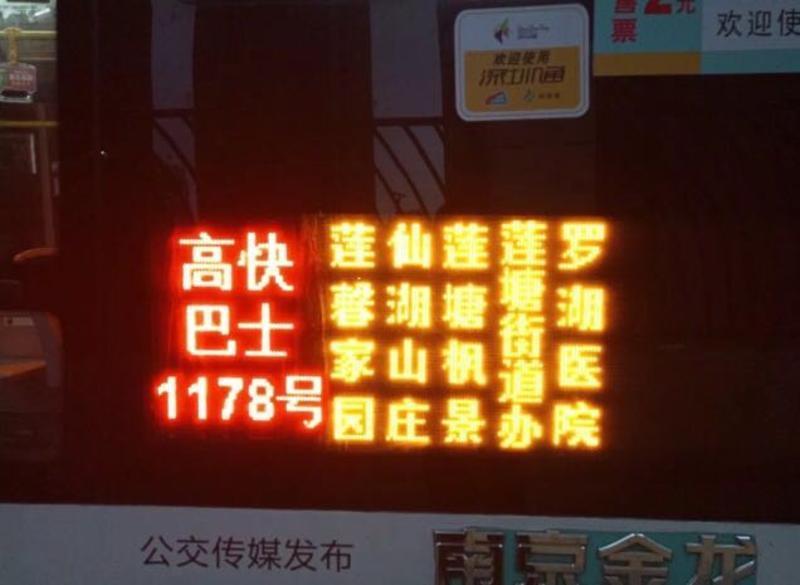 售票2元
欢迎使
欢迎使用
深圳通
高快
巴士
1178号
莲馨家园
仙湖山庄
莲塘枫景
莲塘街道办
罗湖医院
公交传媒发布
南京金龙